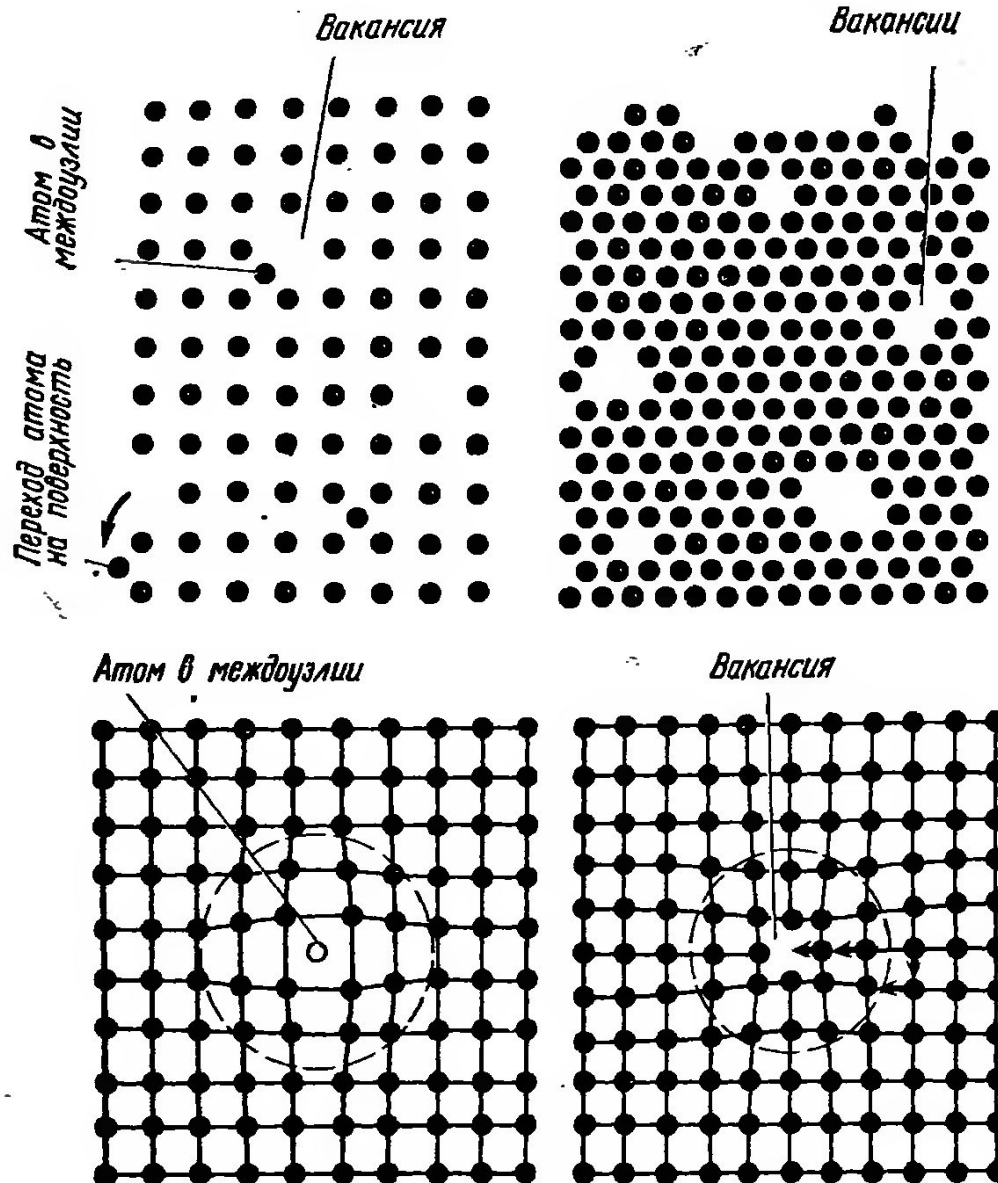 Вакансия
Вакансии
Атом в
междоузлии
Переход атома
на поверхность
Атом в междоузлии
Вакансия